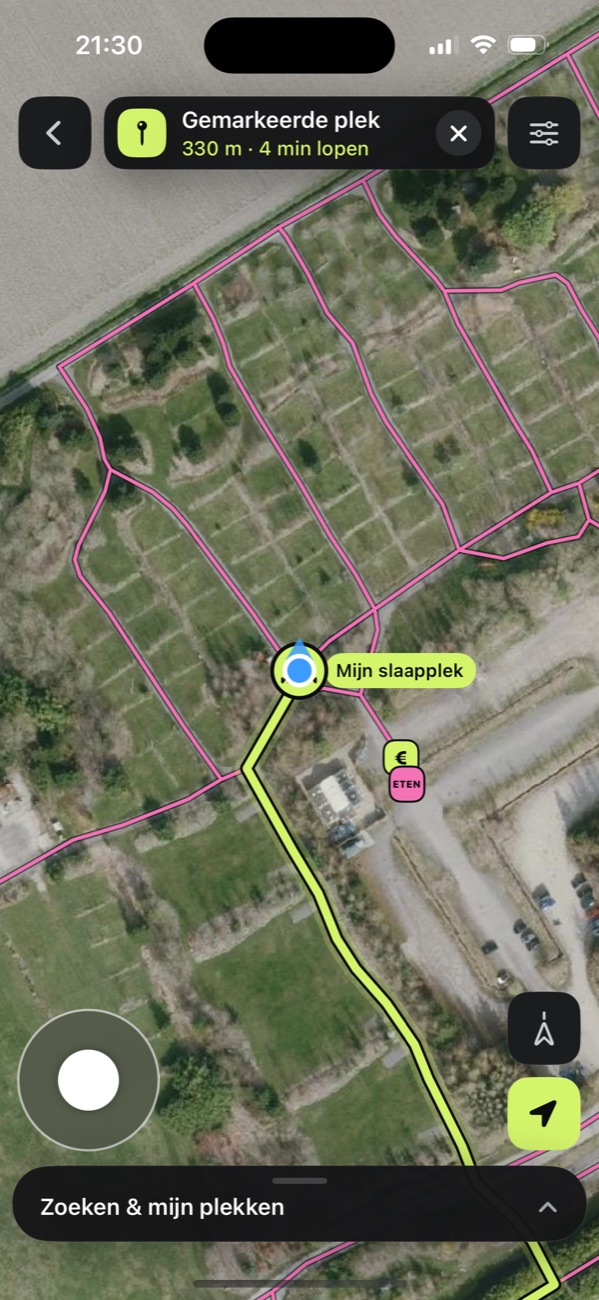 21:30
Gemarkeerde plek
330 m · 4 min lopen
Mijn slaapplek
€
ETEN
Zoeken & mijn plekken